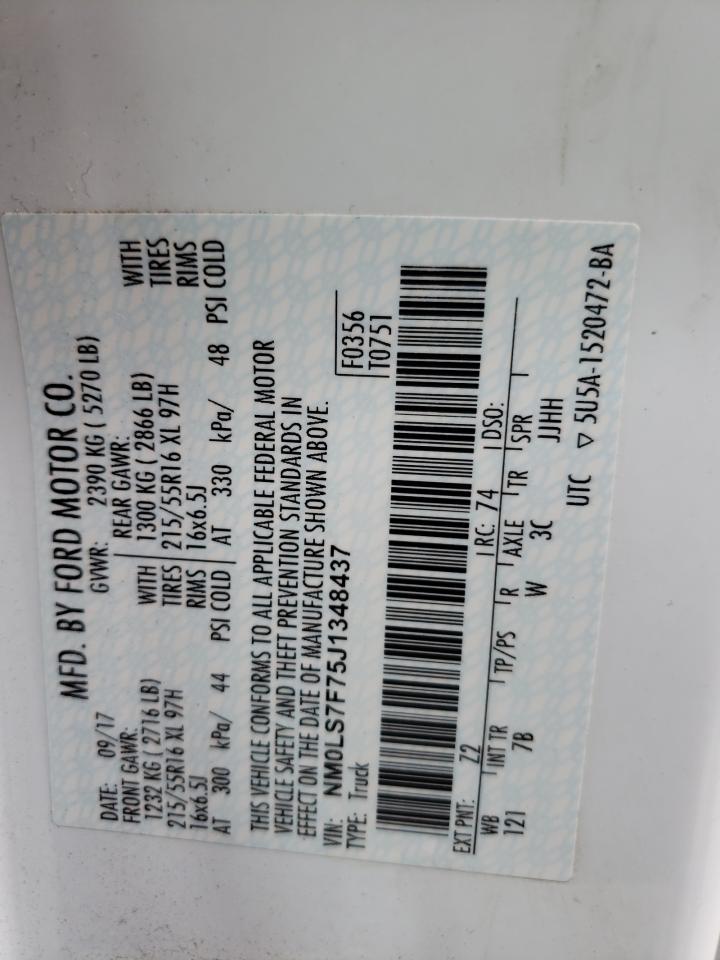 MFD. BY FORD MOTOR CO.
DATE: 09/17 GVWR: 2390 KG ( 5270 LB)
FRONT GAWR: REAR GAWR:
1232 KG ( 2716 LB) WITH 1300 KG ( 2866 LB) WITH
215/55R16 XL 97H TIRES 215/55R16 XL 97H TIRES
16x6.5J RIMS 16x6.5J RIMS
AT 300 kPa/ 44 PSI COLD AT 330 kPa/ 48 PSI COLD
THIS VEHICLE CONFORMS TO ALL APPLICABLE FEDERAL MOTOR
VEHICLE SAFETY AND THEFT PREVENTION STANDARDS IN
EFFECT ON THE DATE OF MANUFACTURE SHOWN ABOVE.
VIN: NM0LS7F75J1348437 F0356
TYPE: Truck T0751
EXT PNT: Z2 RC: 74 DSO:
WB INT TR TP/PS R AXLE TR SPR
121 7B W 3C JJHH
UTC ▽ 5U5A-1520472-BA